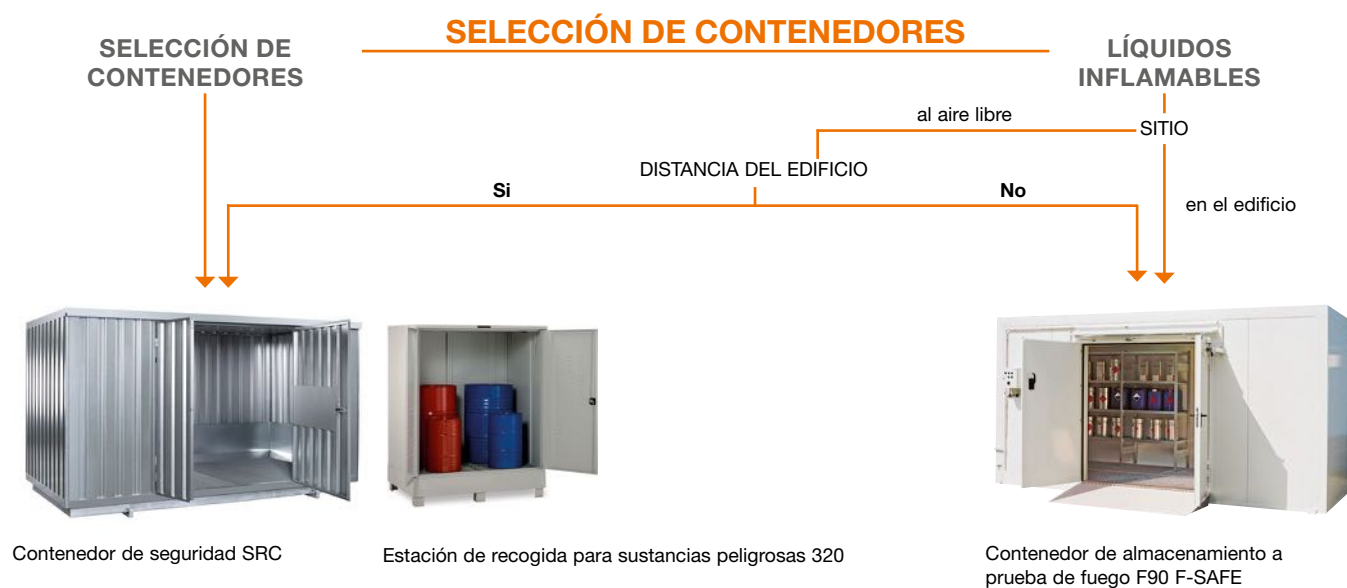 SELECCIÓN DE CONTENEDORES
SELECCIÓN DE
CONTENEDORES
LÍQUIDOS
INFLAMABLES
al aire libre
SITIO
DISTANCIA DEL EDIFICIO
Si
No
en el edificio
Contenedor de seguridad SRC
Estación de recogida para sustancias peligrosas 320
Contenedor de almacenamiento a
prueba de fuego F90 F-SAFE